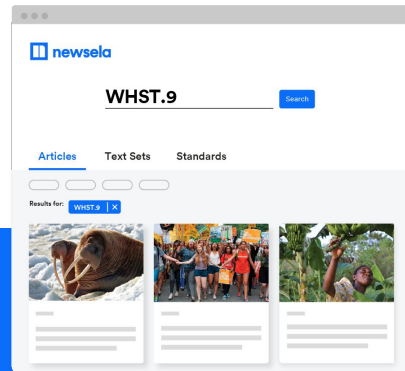 newsela
WHST.9
Search
Articles Text Sets Standards
Results for: WHST.9 X